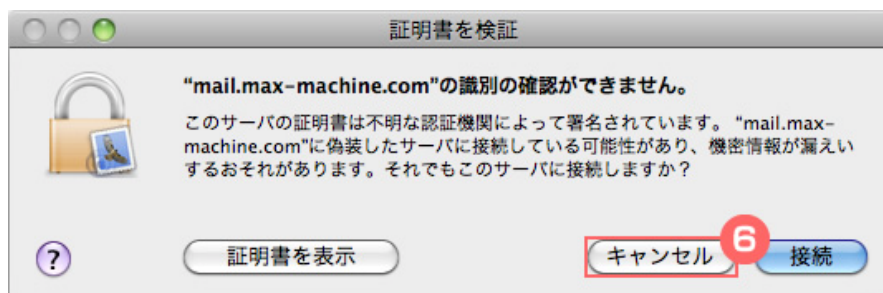 証明書を検証
“mail.max-machine.com”の識別の確認ができません。
このサーバの証明書は不明な認証機関によって署名されています。 “mail.max-
machine.com”に偽装したサーバに接続している可能性があり、機密情報が漏えい
するおそれがあります。それでもこのサーバに接続しますか？
?
証明書を表示
キャンセル
6
接続